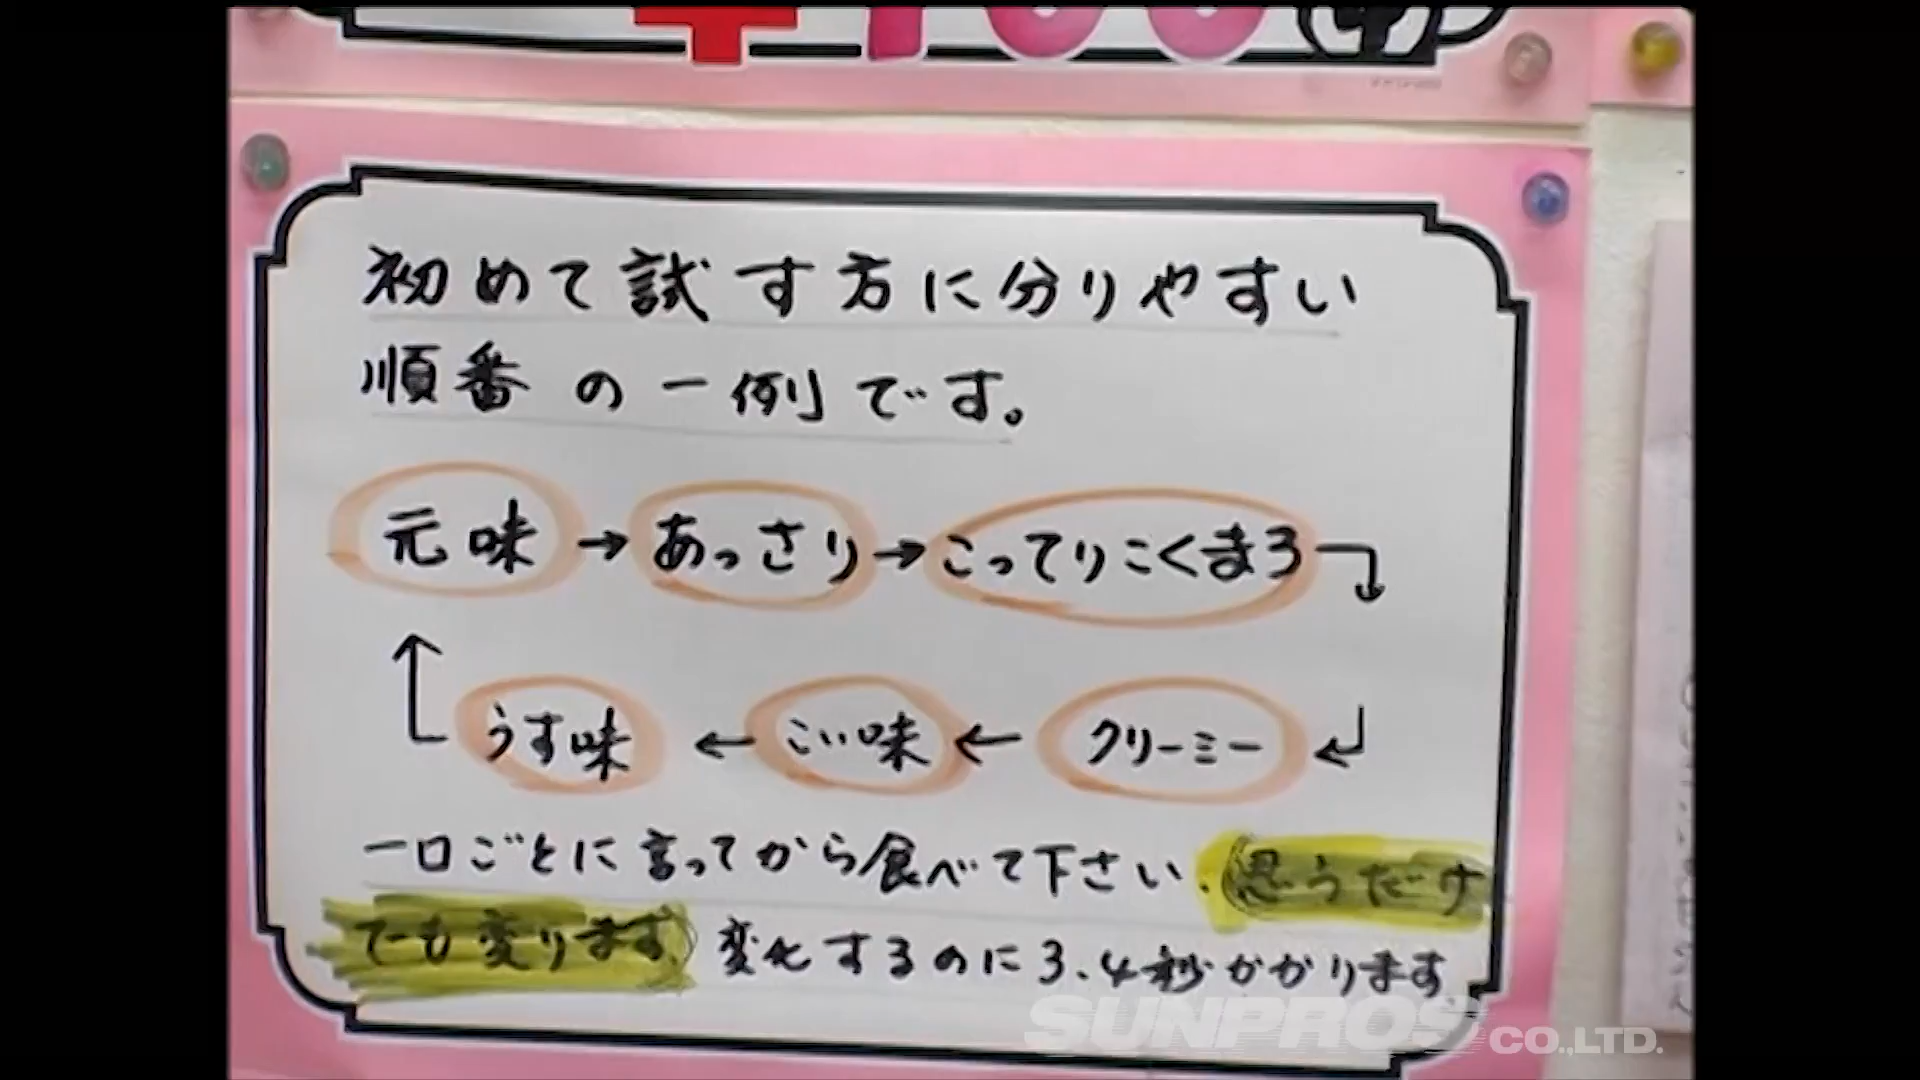 ¥100
初めて試す方に分りやすい
順番の一例です。
元味→あっさり→こってりこくまろ
うす味←こい味←クリーミー
一口ごとに言ってから食べて下さい.(思うだけ
でも変ります.)変化するのに3、4秒かかります.
SUNPROS CO.,LTD.